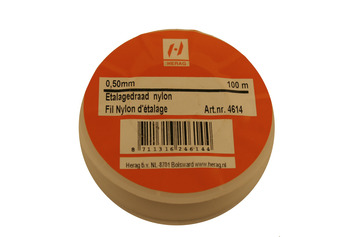 HERAG
0,50mm 100 m
Etalagedraad nylon
Fil Nylon d'étalage Art.nr. 4614
8 711316 246144
Herag b.v. NL-8701 Bolsward www.herag.nl